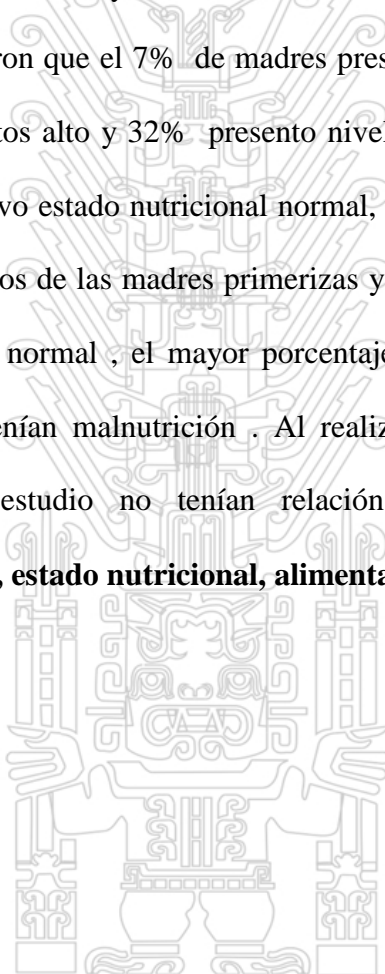 ron que el 7% de madres pres
tos alto y 32% presento nivel
vo estado nutricional normal,
os de las madres primerizas y
normal , el mayor porcentaje
enían malnutrición . Al realiz
estudio no tenían relación
, estado nutricional, alimenta